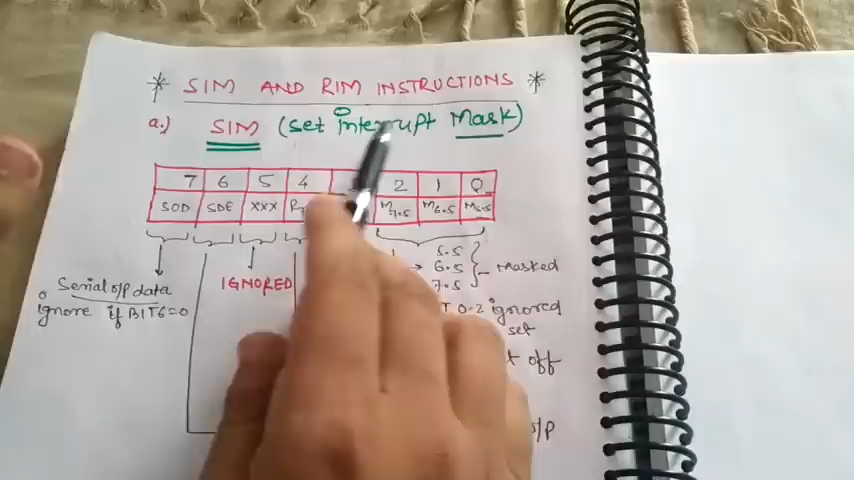 * SIM AND RIM INSTRUCTIONS *
a.) SIM (set interrupt Mask)
7 6 5 4 2 1 0
SOD SDE XXX M7.5 M6.5 M5.5
Serial o/p data
ignore if BIT6=0
IGNORED
5.5
6.5
7.5
Masked
0-2 ignored
set
off
o/p